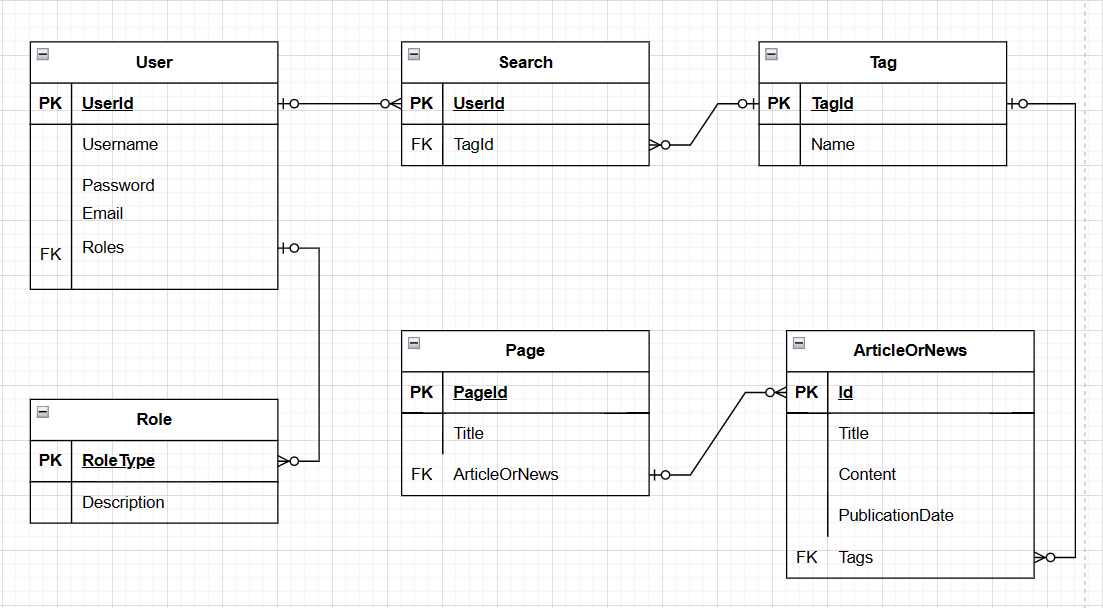 User
PK UserId
Username
Password
Email
FK Roles
Search
PK UserId
FK TagId
Tag
PK TagId
Name
Role
PK RoleType
Description
Page
PK PageId
Title
FK ArticleOrNews
ArticleOrNews
PK Id
Title
Content
PublicationDate
FK Tags